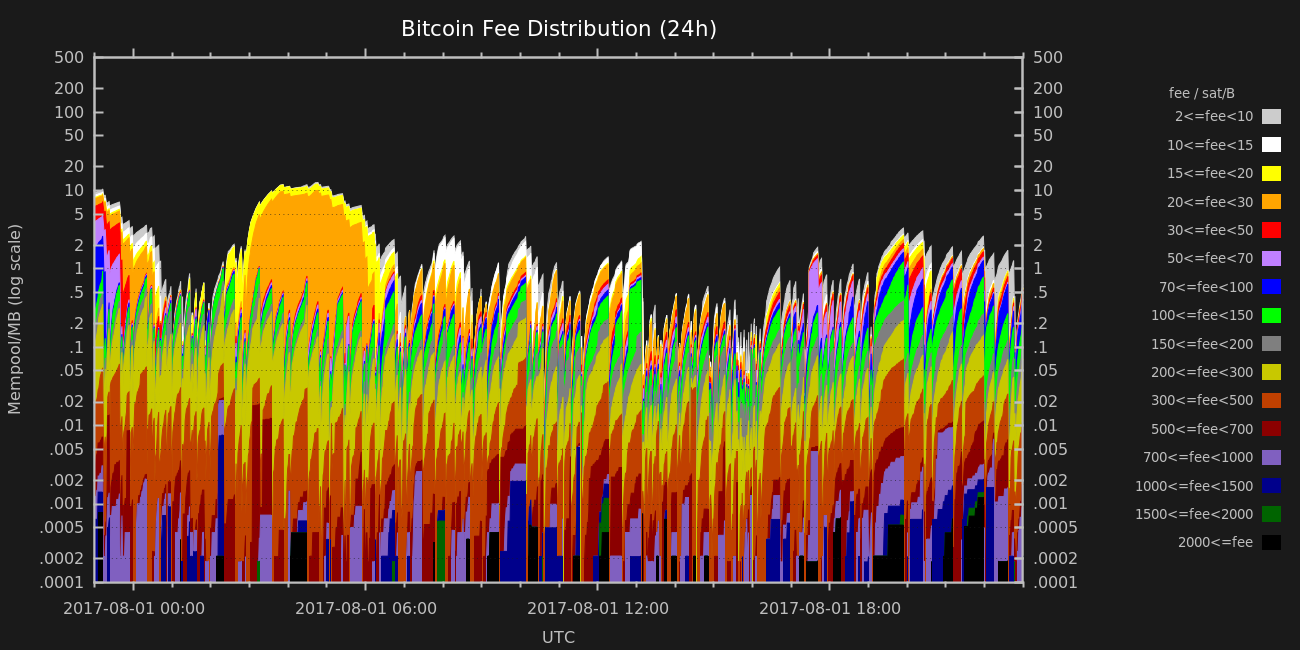 Bitcoin Fee Distribution (24h)
500
200
100
50
20
10
5
2
1
.5
.2
.1
.05
.02
.01
.005
.002
.001
.0005
.0002
.0001
Mempool/MB (log scale)
500
200
100
50
20
10
5
2
1
.5
.2
.1
.05
.02
.01
.005
.002
.001
.0005
.0002
.0001
2017-08-01 00:00 2017-08-01 06:00 2017-08-01 12:00 2017-08-01 18:00
UTC
fee / sat/B
2<=fee<10
10<=fee<15
15<=fee<20
20<=fee<30
30<=fee<50
50<=fee<70
70<=fee<100
100<=fee<150
150<=fee<200
200<=fee<300
300<=fee<500
500<=fee<700
700<=fee<1000
1000<=fee<1500
1500<=fee<2000
2000<=fee